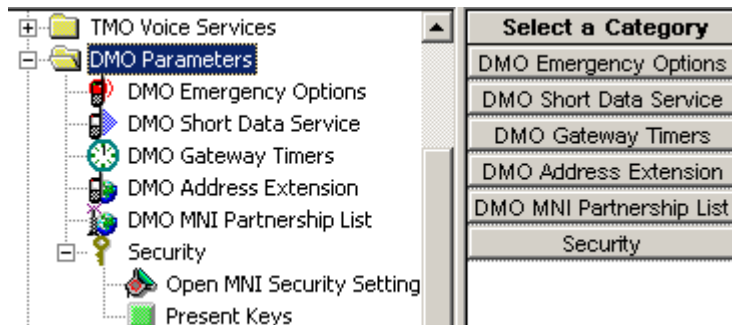 TMO Voice Services
DMO Parameters
DMO Emergency Options
DMO Short Data Service
DMO Gateway Timers
DMO Address Extension
DMO MNI Partnership List
Security
Open MNI Security Setting
Present Keys
Select a Category
DMO Emergency Options
DMO Short Data Service
DMO Gateway Timers
DMO Address Extension
DMO MNI Partnership List
Security